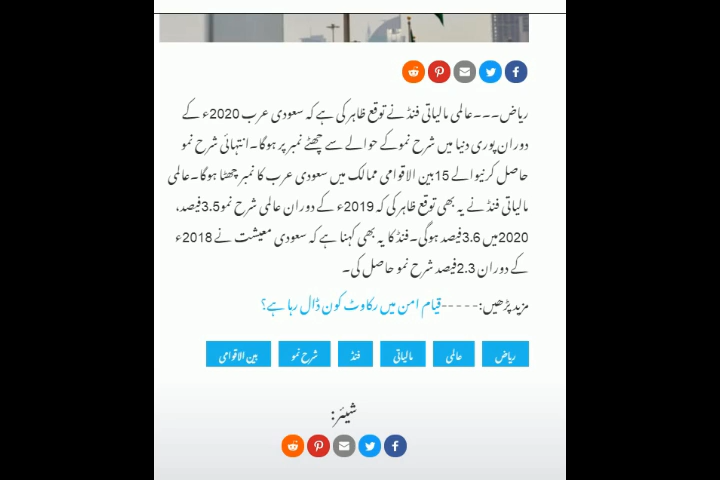 ریاض۔۔۔عالمی مالیاتی فنڈ نے توقع ظاہر کی ہے کہ سعودی عرب 2020ء کے
دوران پوری دنیا میں شرح نمو کے حوالے سے چھٹے نمبر پر ہوگا۔انتہائی شرح نمو
حاصل کرنیوالے 15بین الاقوامی ممالک میں سعودی عرب کا نمبر چھٹا ہوگا۔عالمی
مالیاتی فنڈ نے یہ بھی توقع ظاہر کی کہ 2019ء کے دوران عالمی شرح نمو3.5فیصد،
2020میں 3.6فیصد ہوگی۔فنڈ کا یہ بھی کہنا ہے کہ سعودی معیشت نے 2018ء
کے دوران 2.3فیصد شرح نمو حاصل کی۔
مزید پڑھیں:-----قیام امن میں رکاوٹ کون ڈال رہا ہے؟
ریاض عالمی مالیاتی فنڈ شرح نمو بین الاقوامی
شیئر: